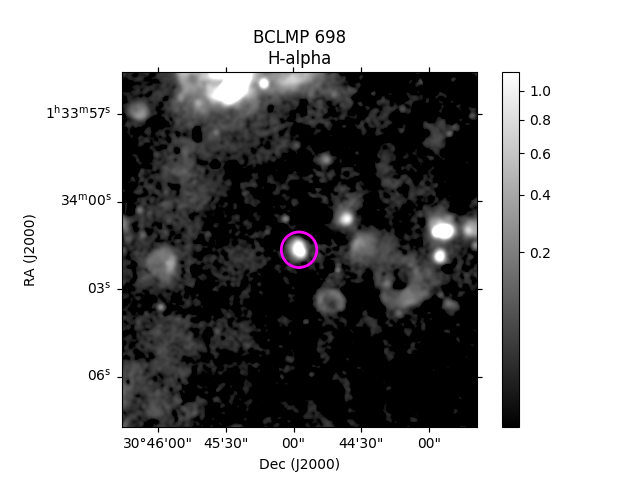 BCLMP 698
H-alpha
1ʰ33ᵐ57ˢ
34ᵐ00ˢ
03ˢ
06ˢ
RA (J2000)
30°46'00"
45'30"
00"
44'30"
00"
Dec (J2000)
1.0
0.8
0.6
0.4
0.2